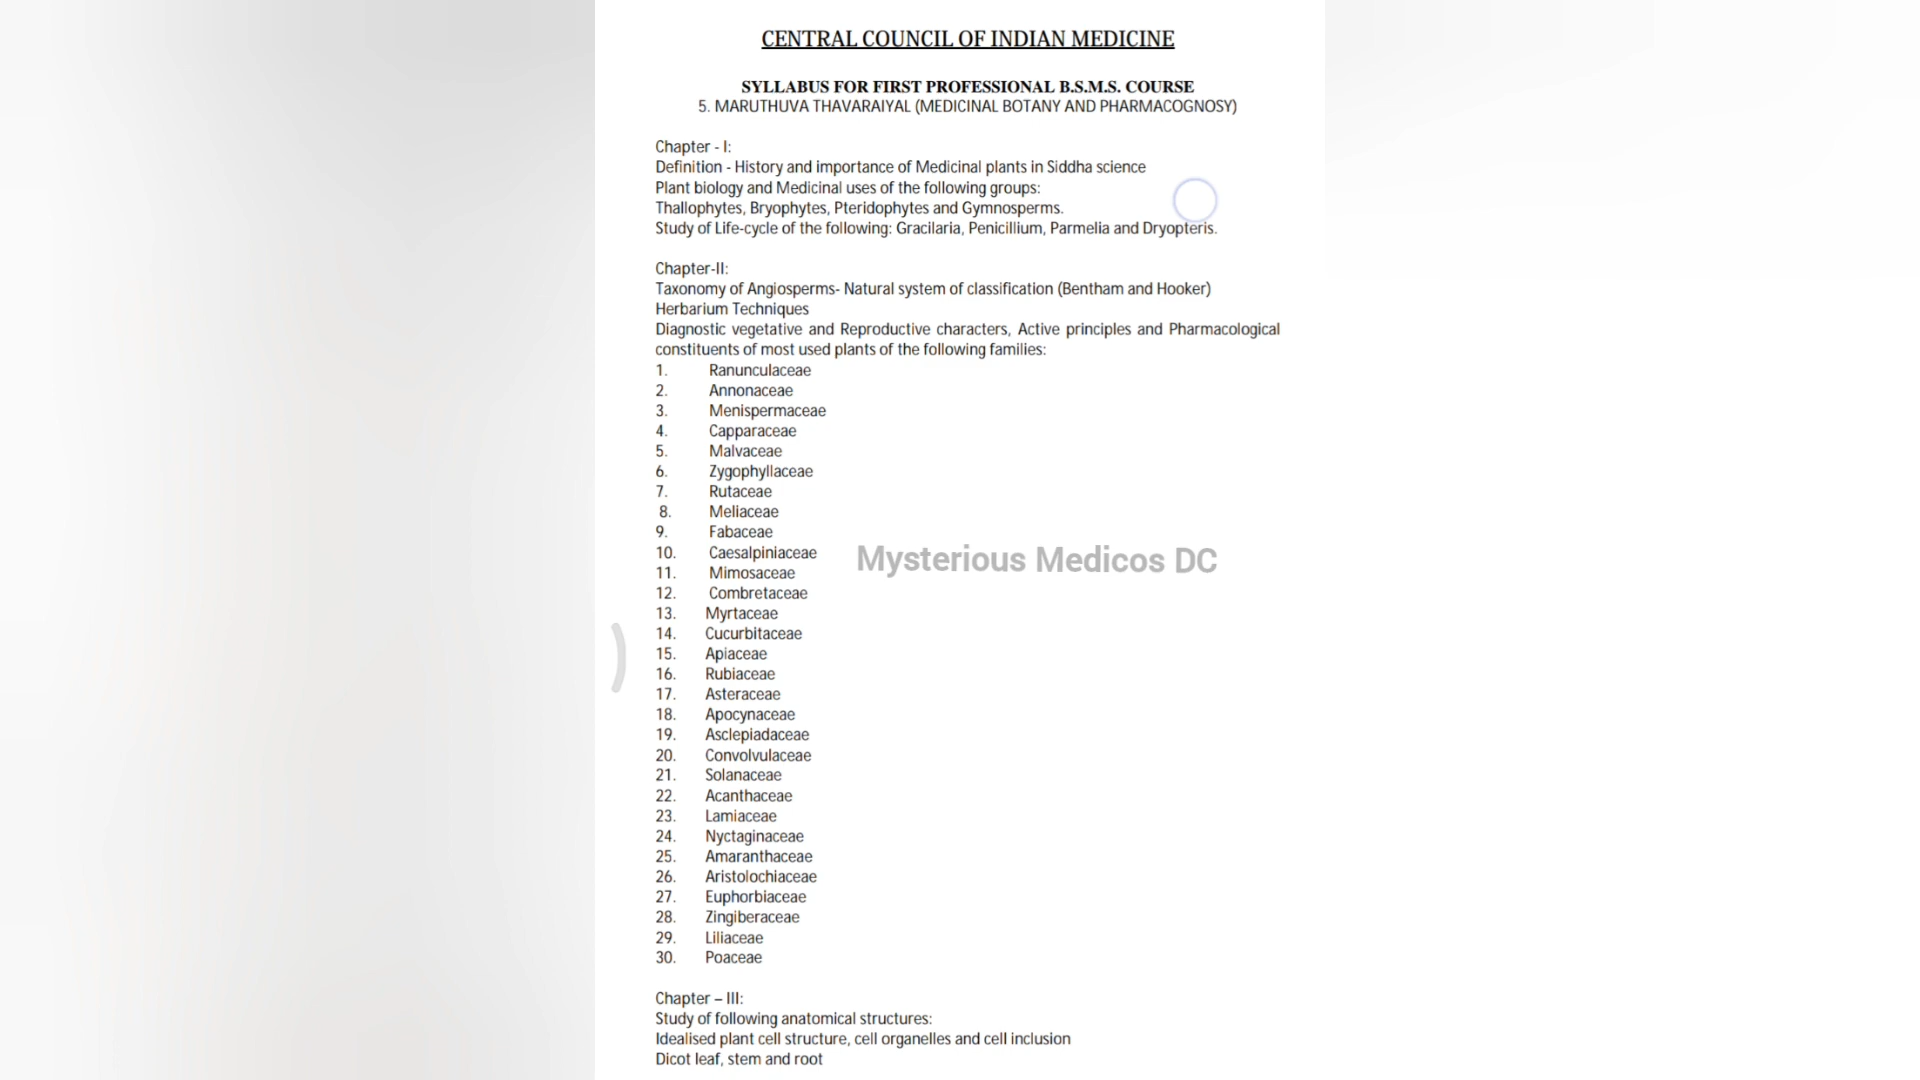 CENTRAL COUNCIL OF INDIAN MEDICINE
SYLLABUS FOR FIRST PROFESSIONAL B.S.M.S. COURSE
5. MARUTHUVA THAVARAIYAL (MEDICINAL BOTANY AND PHARMACOGNOSY)
Chapter - I:
Definition - History and importance of Medicinal plants in Siddha science
Plant biology and Medicinal uses of the following groups:
Thallophytes, Bryophytes, Pteridophytes and Gymnosperms.
Study of Life-cycle of the following: Gracilaria, Penicillium, Parmelia and Dryopteris.
Chapter-II:
Taxonomy of Angiosperms- Natural system of classification (Bentham and Hooker)
Herbarium Techniques
Diagnostic vegetative and Reproductive characters, Active principles and Pharmacological
constituents of most used plants of the following families:
1. Ranunculaceae
2. Annonaceae
3. Menispermaceae
4. Capparaceae
5. Malvaceae
6. Zygophyllaceae
7. Rutaceae
8. Meliaceae
9. Fabaceae
10. Caesalpiniaceae
Mysterious Medicos DC
11. Mimosaceae
12. Combretaceae
13. Myrtaceae
14. Cucurbitaceae
15. Apiaceae
16. Rubiaceae
17. Asteraceae
18. Apocynaceae
19. Asclepiadaceae
20. Convolvulaceae
21. Solanaceae
22. Acanthaceae
23. Lamiaceae
24. Nyctaginaceae
25. Amaranthaceae
26. Aristolochiaceae
27. Euphorbiaceae
28. Zingiberaceae
29. Liliaceae
30. Poaceae
Chapter – III:
Study of following anatomical structures:
Idealised plant cell structure, cell organelles and cell inclusion
Dicot leaf, stem and root